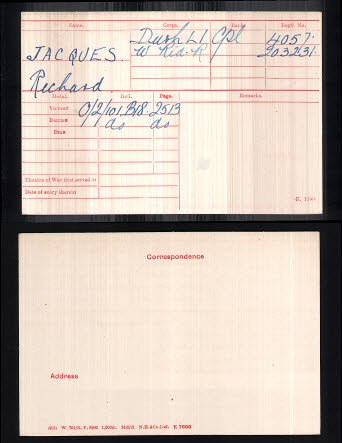 Name. Corps. Rank. Regtl. No.
JACQUES. Durh L I Cpl 4057.
W. Rid. R 203231.
Richard
Medal. Roll. Page. Remarks.
Victory O/2/101 B18. 2513
British do do
Star
Theatre of War first served in
Date of entry therein
Correspondence
Address